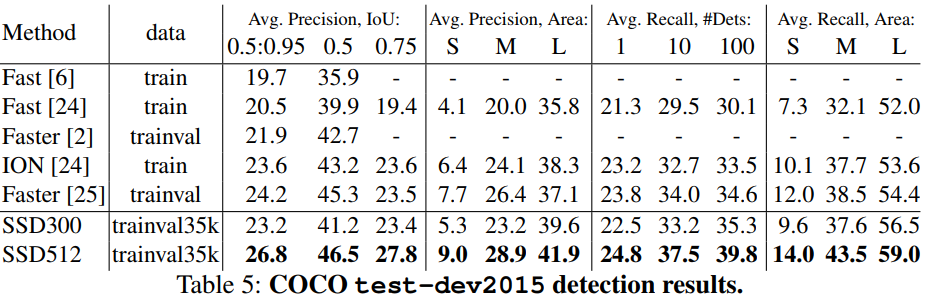 Method data Avg. Precision, IoU: Avg. Precision, Area: Avg. Recall, #Dets: Avg. Recall, Area:
0.5:0.95 0.5 0.75 S M L 1 10 100 S M L
Fast [6] train 19.7 35.9 - - - - - - - - - -
Fast [24] train 20.5 39.9 19.4 4.1 20.0 35.8 21.3 29.5 30.1 7.3 32.1 52.0
Faster [2] trainval 21.9 42.7 - - - - - - - - - -
ION [24] train 23.6 43.2 23.6 6.4 24.1 38.3 23.2 32.7 33.5 10.1 37.7 53.6
Faster [25] trainval 24.2 45.3 23.5 7.7 26.4 37.1 23.8 34.0 34.6 12.0 38.5 54.4
SSD300 trainval35k 23.2 41.2 23.4 5.3 23.2 39.6 22.5 33.2 35.3 9.6 37.6 56.5
SSD512 trainval35k 26.8 46.5 27.8 9.0 28.9 41.9 24.8 37.5 39.8 14.0 43.5 59.0
Table 5: COCO test-dev2015 detection results.